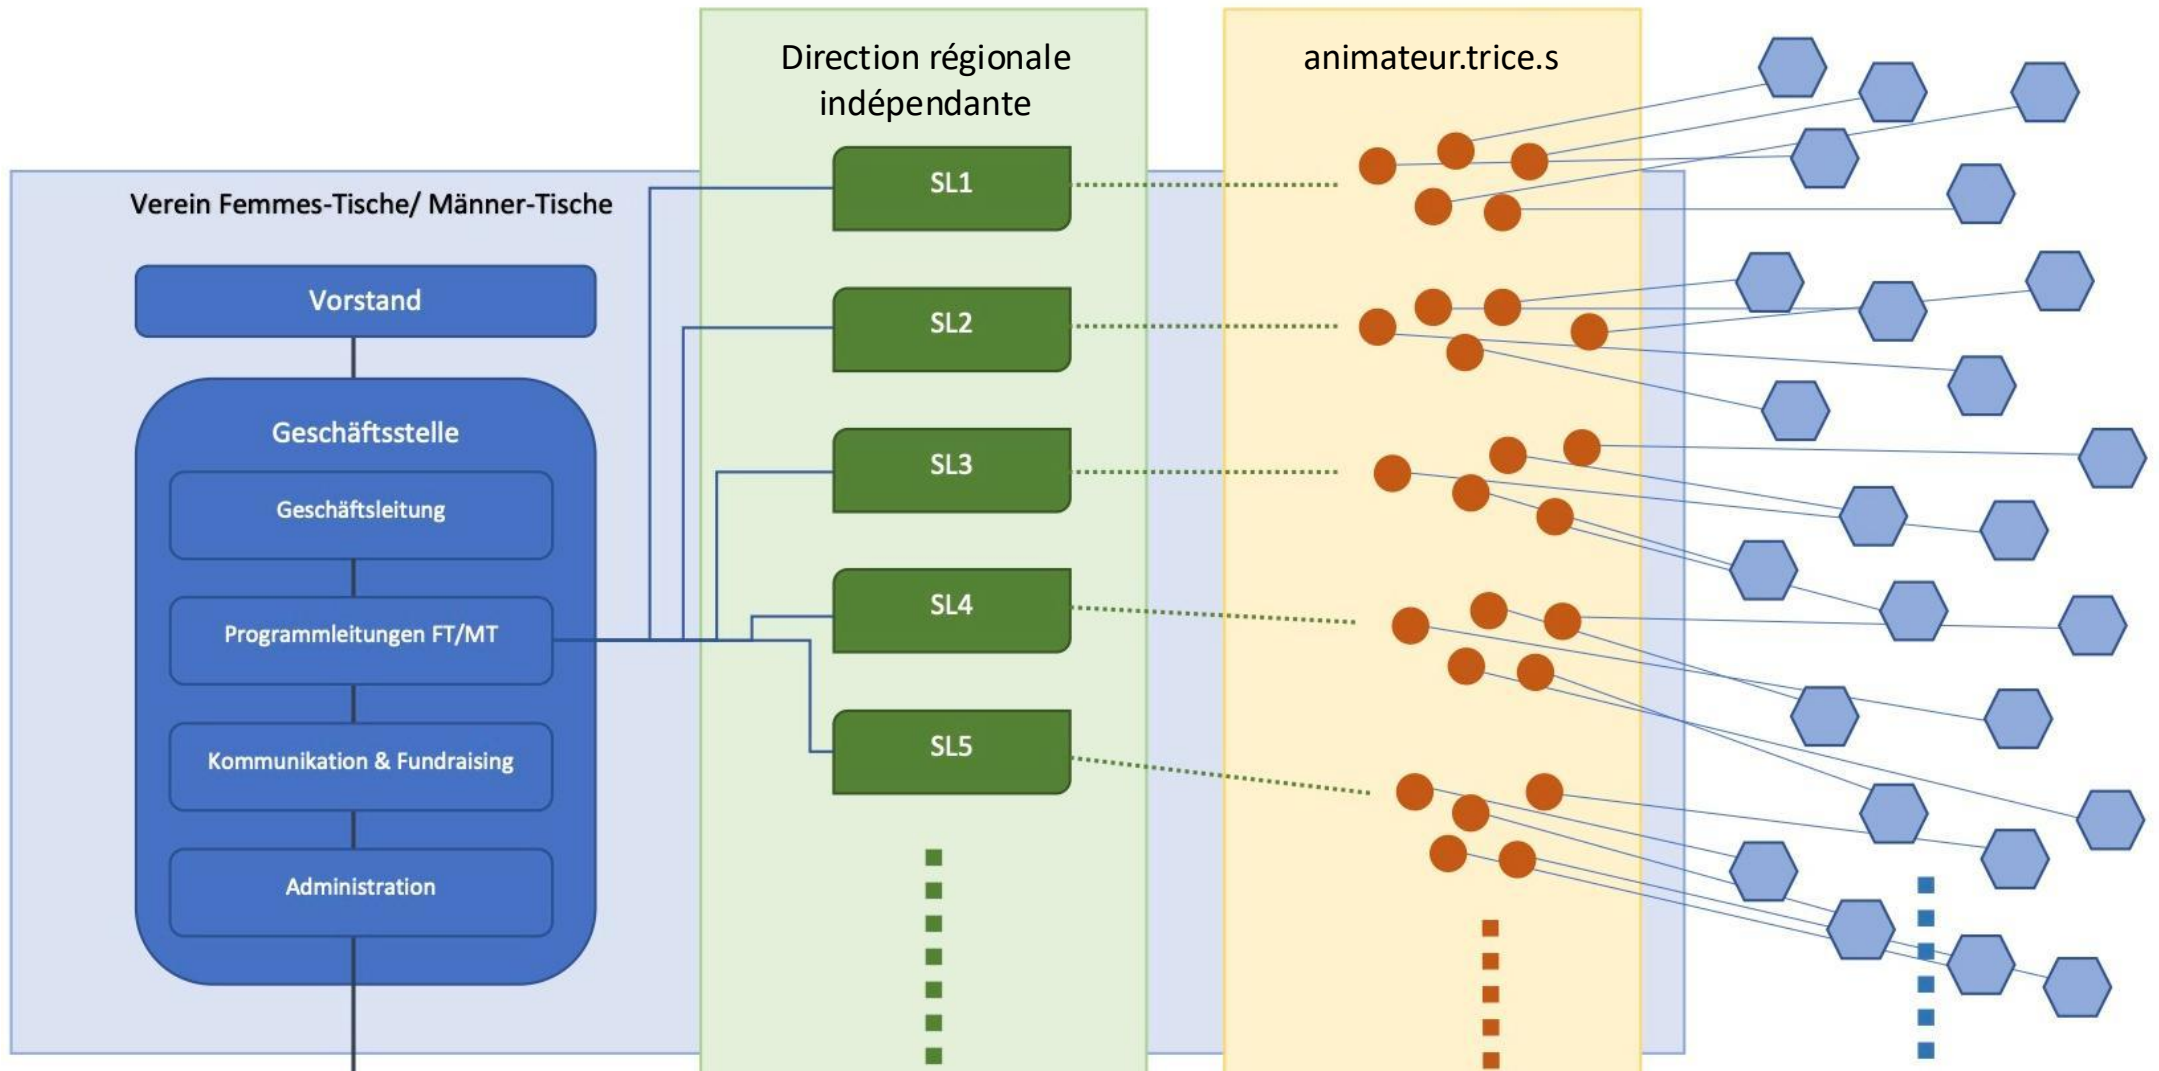 Direction régionale
indépendante
animateur.trice.s
Verein Femmes-Tische/ Männer-Tische
Vorstand
Geschäftsstelle
Geschäftsleitung
Programmleitungen FT/MT
Kommunikation & Fundraising
Administration
SL1
SL2
SL3
SL4
SL5